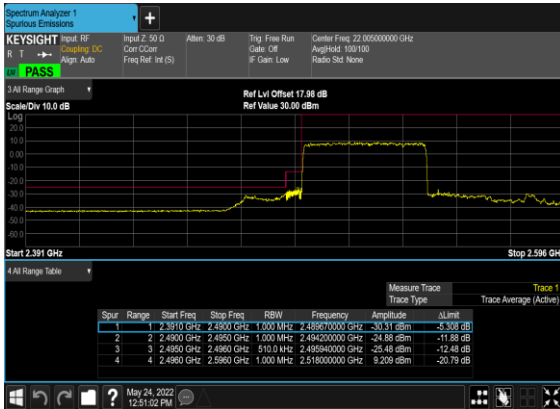 Spectrum Analyzer 1
Spurious Emissions
KEYSIGHT
R T
LXI PASS
Input: RF
Coupling: DC
Align: Auto
Input Z: 50 Ω
Corr CCorr
Freq Ref: Int (S)
Atten: 30 dB
Trig: Free Run
Gate: Off
IF Gain: Low
Center Freq: 22.005000000 GHz
Avg|Hold: 100/100
Radio Std: None
3 All Range Graph
Scale/Div 10.0 dB
Ref Lvl Offset 17.98 dB
Ref Value 30.00 dBm
Log
20.0
10.0
0.00
-10.0
-20.0
-30.0
-40.0
-50.0
-60.0
Start 2.391 GHz
Stop 2.596 GH
4 All Range Table
Measure Trace Trace 1
Trace Type Trace Average (Active)
Spur Range Start Freq Stop Freq RBW Frequency Amplitude ΔLimit
1 1 2.3910 GHz 2.4900 GHz 1.000 MHz 2.489670000 GHz -30.31 dBm -5.308 dB
2 2 2.4900 GHz 2.4950 GHz 1.000 MHz 2.494200000 GHz -24.88 dBm -11.88 dB
3 3 2.4950 GHz 2.4960 GHz 510.0 kHz 2.495940000 GHz -25.48 dBm -12.48 dB
4 4 2.4960 GHz 2.5960 GHz 1.000 MHz 2.518000000 GHz 9.209 dBm -20.79 dB
May 24, 2022
12:51:02 PM